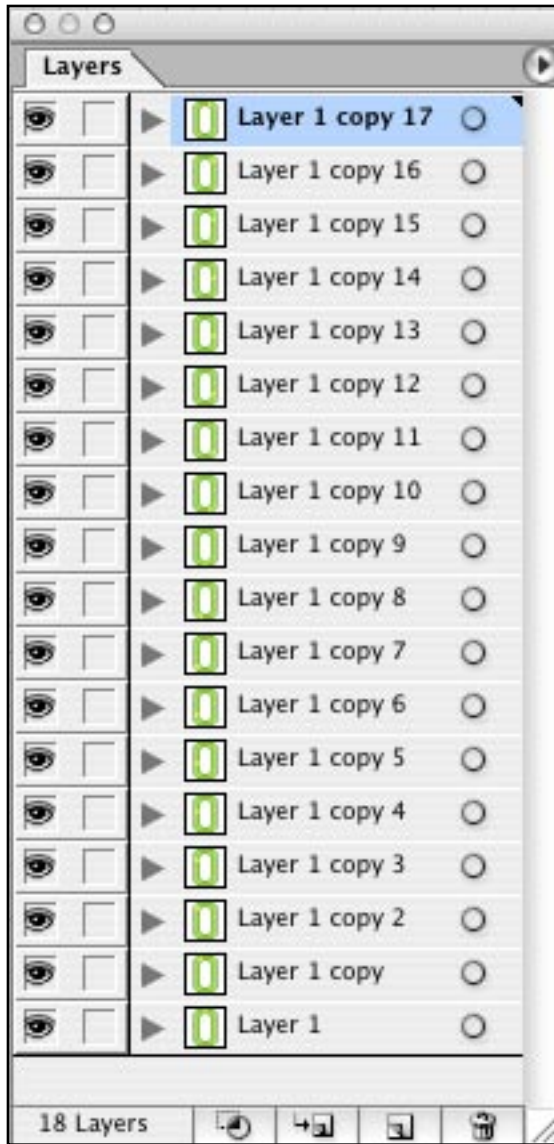 Layers
Layer 1 copy 17
Layer 1 copy 16
Layer 1 copy 15
Layer 1 copy 14
Layer 1 copy 13
Layer 1 copy 12
Layer 1 copy 11
Layer 1 copy 10
Layer 1 copy 9
Layer 1 copy 8
Layer 1 copy 7
Layer 1 copy 6
Layer 1 copy 5
Layer 1 copy 4
Layer 1 copy 3
Layer 1 copy 2
Layer 1 copy
Layer 1
18 Layers